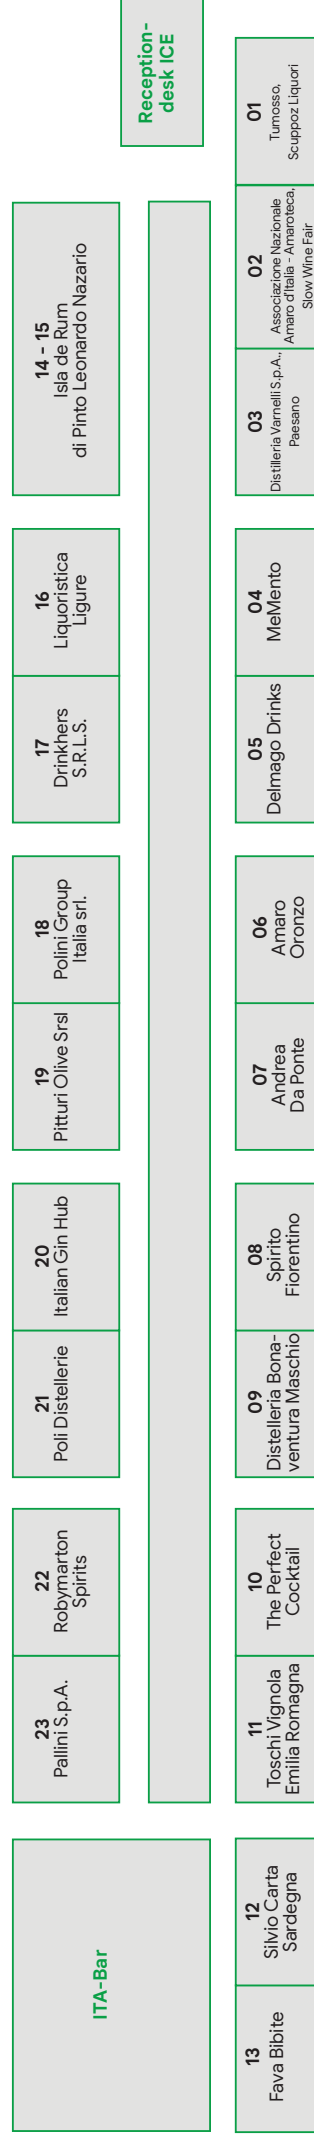 Reception-
desk ICE
01
Tumosso,
Scuppoz Liquori
02
Associazione Nazionale
Amaro d'Italia - Amaroteca,
Slow Wine Fair
03
Distilleria Varnelli S.p.A.,
Paesano
04
MeMento
05
Delmago Drinks
06
Amaro
Oronzo
07
Andrea
Da Ponte
08
Spirito
Fiorentino
09
Distelleria Bona-
ventura Maschio
10
The Perfect
Cocktail
11
Toschi Vignola
Emilia Romagna
12
Silvio Carta
Sardegna
13
Fava Bibite
14 - 15
Isla de Rum
di Pinto Leonardo Nazario
16
Liquoristica
Ligure
17
Drinkhers
S.R.L.S.
18
Polini Group
Italia srl.
19
Pitturi Olive Srsl
20
Italian Gin Hub
21
Poli Distellerie
22
Robymarton
Spirits
23
Pallini S.p.A.
ITA-Bar